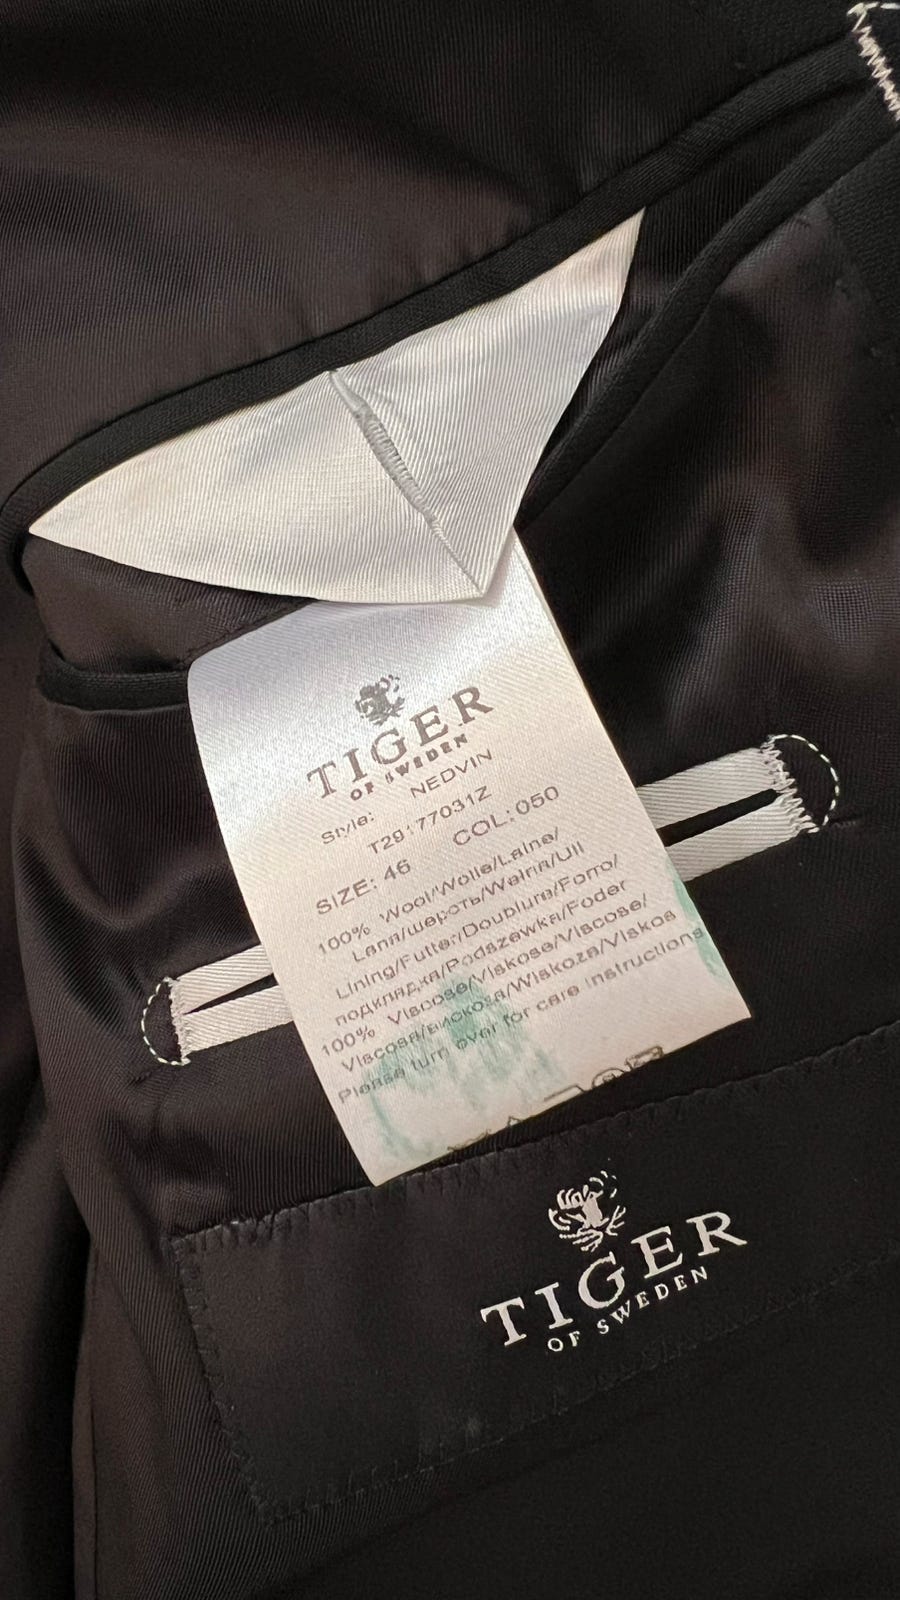 TIGER
OF SWEDEN
Style: NEDVIN
T29177031Z
SIZE: 46 COL: 050
100% Wool/Wolle/Laine/
Lana/шерсть/Wełna/Ull
Lining/Futter/Doublure/Forro/
подкладка/Podszewka/Foder
100% Viscose/Viskose/Viscose/
Viscosa/вискоза/Wiskoza/Viskos
Please turn over for care instructions
TIGER
OF SWEDEN